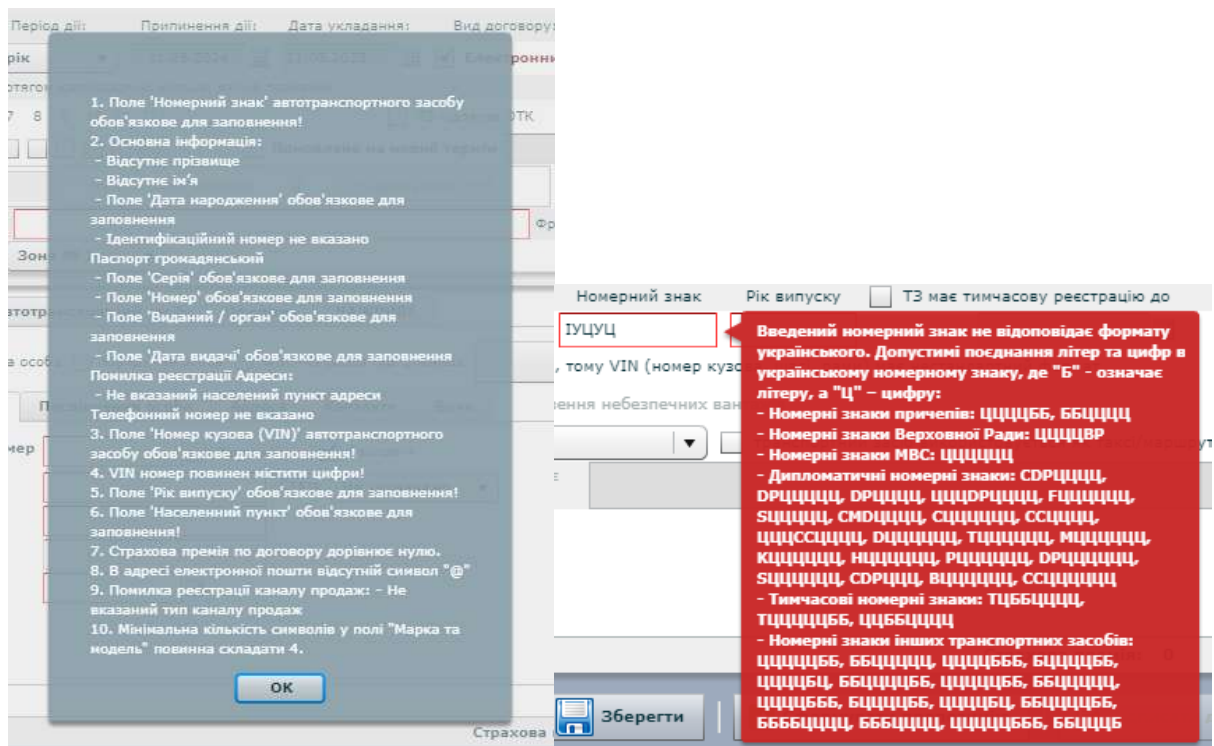 Період дії: Припинення дії: Дата укладання: Вид договору:
рік
7 8
ОТК
Зон
1. Поле 'Номерний знак' автотранспортного засобу
обов'язкове для заповнення!
2. Основна інформація:
- Відсутнє прізвище
- Відсутнє ім'я
- Поле 'Дата народження' обов'язкове для
заповнення
- Ідентифікаційний номер не вказано
Паспорт громадянський
- Поле 'Серія' обов'язкове для заповнення
- Поле 'Номер' обов'язкове для заповнення
- Поле 'Виданий / орган' обов'язкове для
заповнення
- Поле 'Дата видачі' обов'язкове для заповнення
Помилка реєстрації Адреси:
- Не вказаний населений пункт адреси
Телефонний номер не вказано
3. Поле 'Номер кузова (VIN)' автотранспортного
засобу обов'язкове для заповнення!
4. VIN номер повинен містити цифри!
5. Поле 'Рік випуску' обов'язкове для заповнення!
6. Поле 'Населенний пункт' обов'язкове для
заповнення!
7. Страхова премія по договору дорівнює нулю.
8. В адресі електронної пошти відсутній символ "@"
9. Помилка реєстрації каналу продаж: - Не
вказаний тип каналу продаж
10. Мінімальна кількість символів у полі "Марка та
модель" повинна складати 4.
OK
Страхова
Номерний знак Рік випуску ТЗ має тимчасову реєстрацію до
ІУЦУЦ
, тому VIN (номер кузо
ення небезпечних ван
Введений номерний знак не відоповідає формату
українського. Допустимі поєднання літер та цифр в
українському номерному знаку, де "Б" - означає
літеру, а "Ц" – цифру:
- Номерні знаки причепів: ЦЦЦЦББ, ББЦЦЦЦ
- Номерні знаки Верховної Ради: ЦЦЦЦВР
- Номерні знаки МВС: ЦЦЦЦЦЦ
- Дипломатичні номерні знаки: CDPЦЦЦЦ,
DPЦЦЦЦЦ, DPЦЦЦЦ, ЦЦЦDPЦЦЦЦ, FЦЦЦЦЦЦ,
SЦЦЦЦЦ, CMDЦЦЦЦ, CЦЦЦЦЦЦ, CCЦЦЦЦ,
ЦЦЦCCЦЦЦЦ, DЦЦЦЦЦЦ, TЦЦЦЦЦЦ, MЦЦЦЦЦЦ,
KЦЦЦЦЦЦ, HЦЦЦЦЦЦ, PЦЦЦЦЦЦ, DPЦЦЦЦЦЦ,
SЦЦЦЦЦЦ, CDPЦЦЦ, BЦЦЦЦЦЦ, CCЦЦЦЦЦЦ
- Тимчасові номерні знаки: ТЦББЦЦЦЦ,
ТЦЦЦЦЦББ, ЦЦББЦЦЦЦ
- Номерні знаки інших транспортних засобів:
ЦЦЦЦЦББ, ББЦЦЦЦЦ, ЦЦЦЦБББ, БЦЦЦЦББ,
ЦЦЦЦБЦ, ББЦЦЦЦББ, ЦЦЦЦЦББ, ББЦЦЦЦЦ,
ЦЦЦЦБББ, БЦЦЦЦББ, ЦЦЦЦБЦ, ББЦЦЦЦББ,
ББББЦЦЦЦ, БББЦЦЦЦ, ЦЦЦЦЦБББ, ББЦЦЦБ
Зберегти